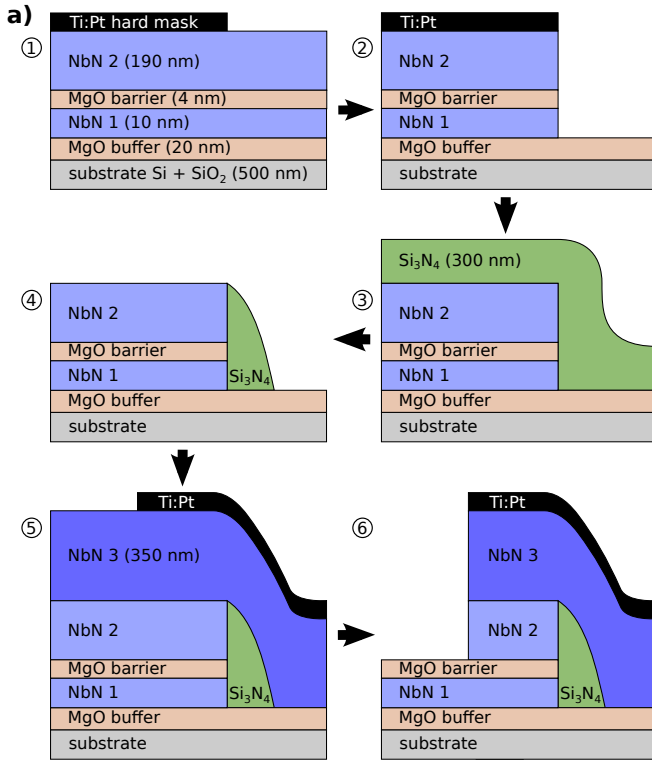 a)
①
Ti:Pt hard mask
NbN 2 (190 nm)
MgO barrier (4 nm)
NbN 1 (10 nm)
MgO buffer (20 nm)
substrate Si + SiO₂ (500 nm)
②
Ti:Pt
NbN 2
MgO barrier
NbN 1
MgO buffer
substrate
③
Si₃N₄ (300 nm)
NbN 2
MgO barrier
NbN 1
MgO buffer
substrate
④
NbN 2
MgO barrier
NbN 1
Si₃N₄
MgO buffer
substrate
⑤
Ti:Pt
NbN 3 (350 nm)
NbN 2
MgO barrier
NbN 1
Si₃N₄
MgO buffer
substrate
⑥
Ti:Pt
NbN 3
NbN 2
MgO barrier
NbN 1
Si₃N₄
MgO buffer
substrate